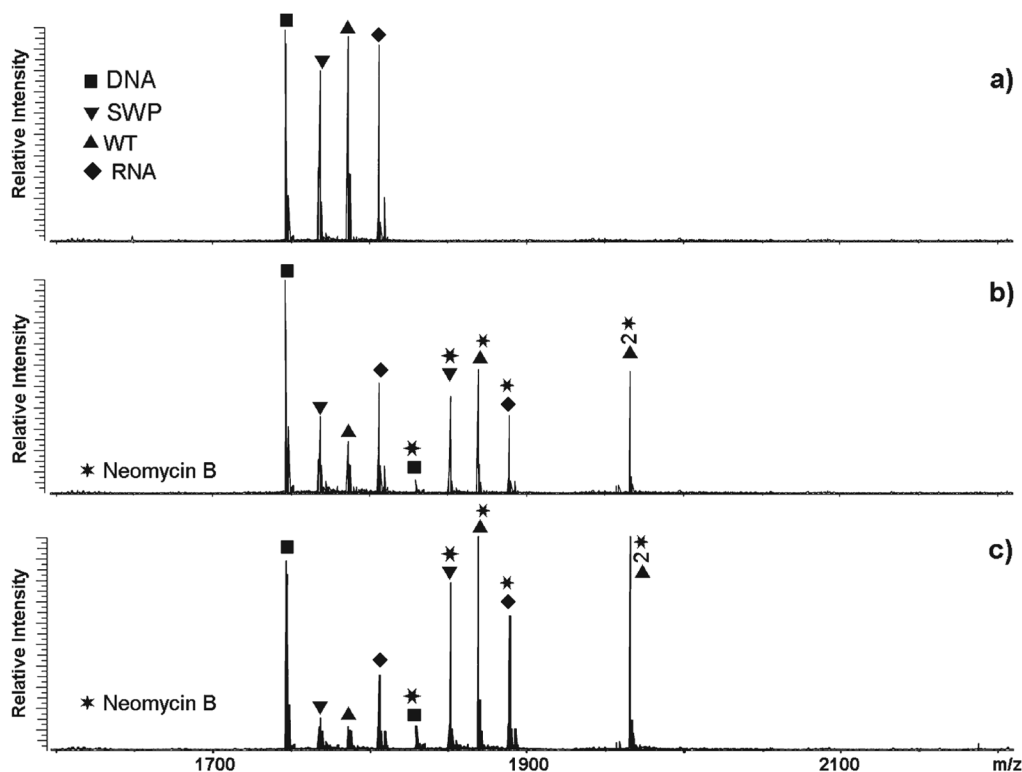 Relative Intensity
a)
■ DNA
▼ SWP
▲ WT
◆ RNA
Relative Intensity
b)
2*
✶ Neomycin B
Relative Intensity
c)
2*
✶ Neomycin B
1700 1900 2100 m/z